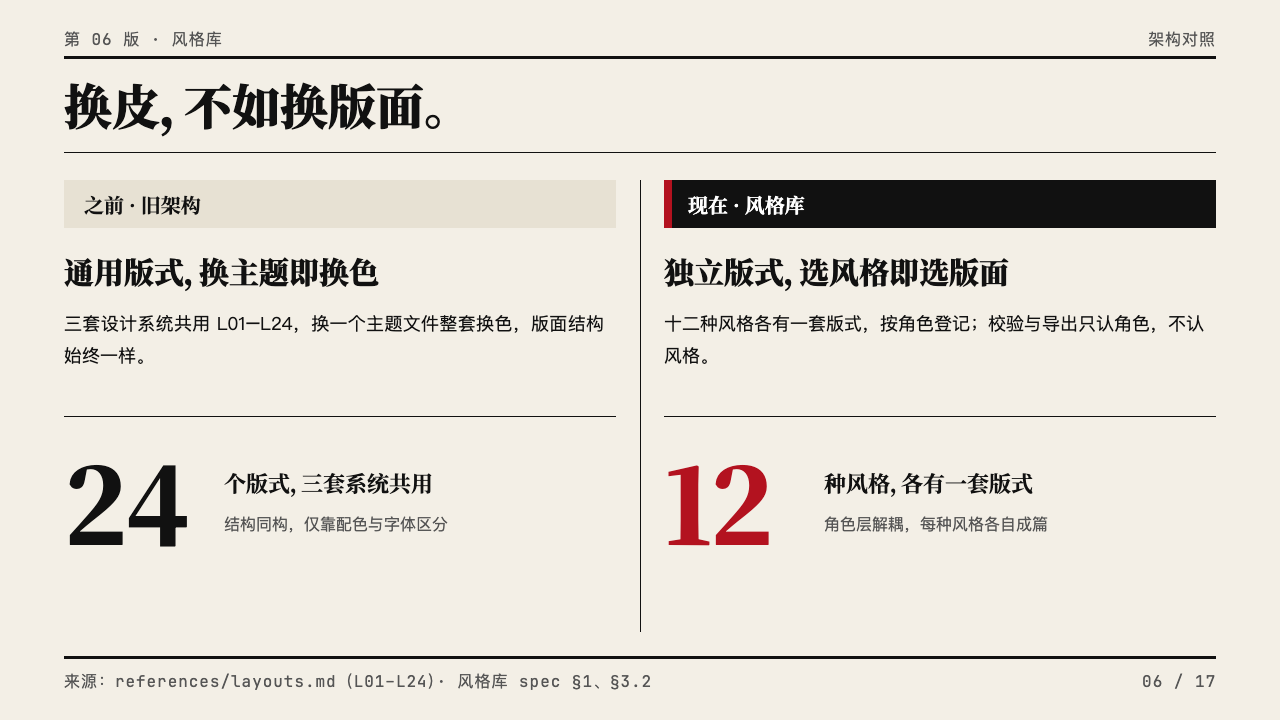 第 06 版 · 风格库
架构对照
换皮，不如换版面。
之前 · 旧架构
通用版式，换主题即换色
三套设计系统共用 L01—L24，换一个主题文件整套换色，版面结构
始终一样。
24
个版式，三套系统共用
结构同构，仅靠配色与字体区分
现在 · 风格库
独立版式，选风格即选版面
十二种风格各有一套版式，按角色登记；校验与导出只认角色，不认
风格。
12
种风格，各有一套版式
角色层解耦，每种风格各自成篇
来源：references/layouts.md（L01–L24）· 风格库 spec §1、§3.2
06 / 17